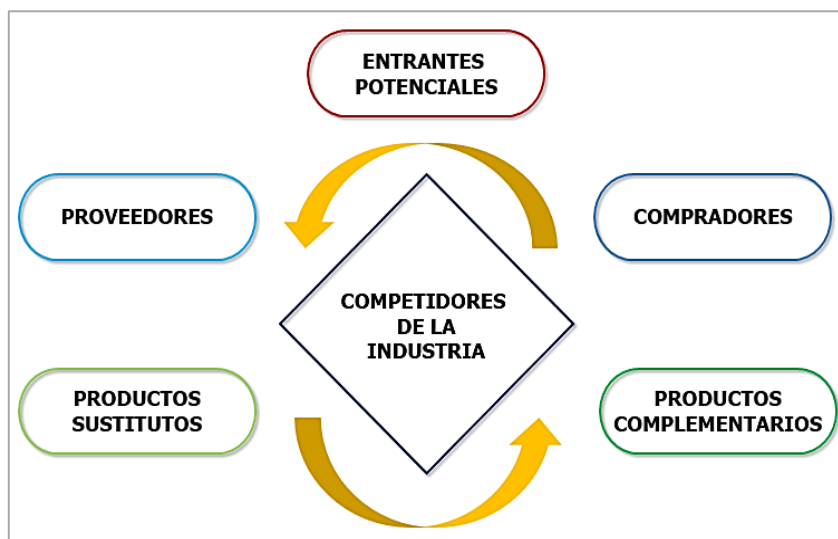 ENTRANTES
POTENCIALES
PROVEEDORES
COMPRADORES
COMPETIDORES
DE LA
INDUSTRIA
PRODUCTOS
SUSTITUTOS
PRODUCTOS
COMPLEMENTARIOS